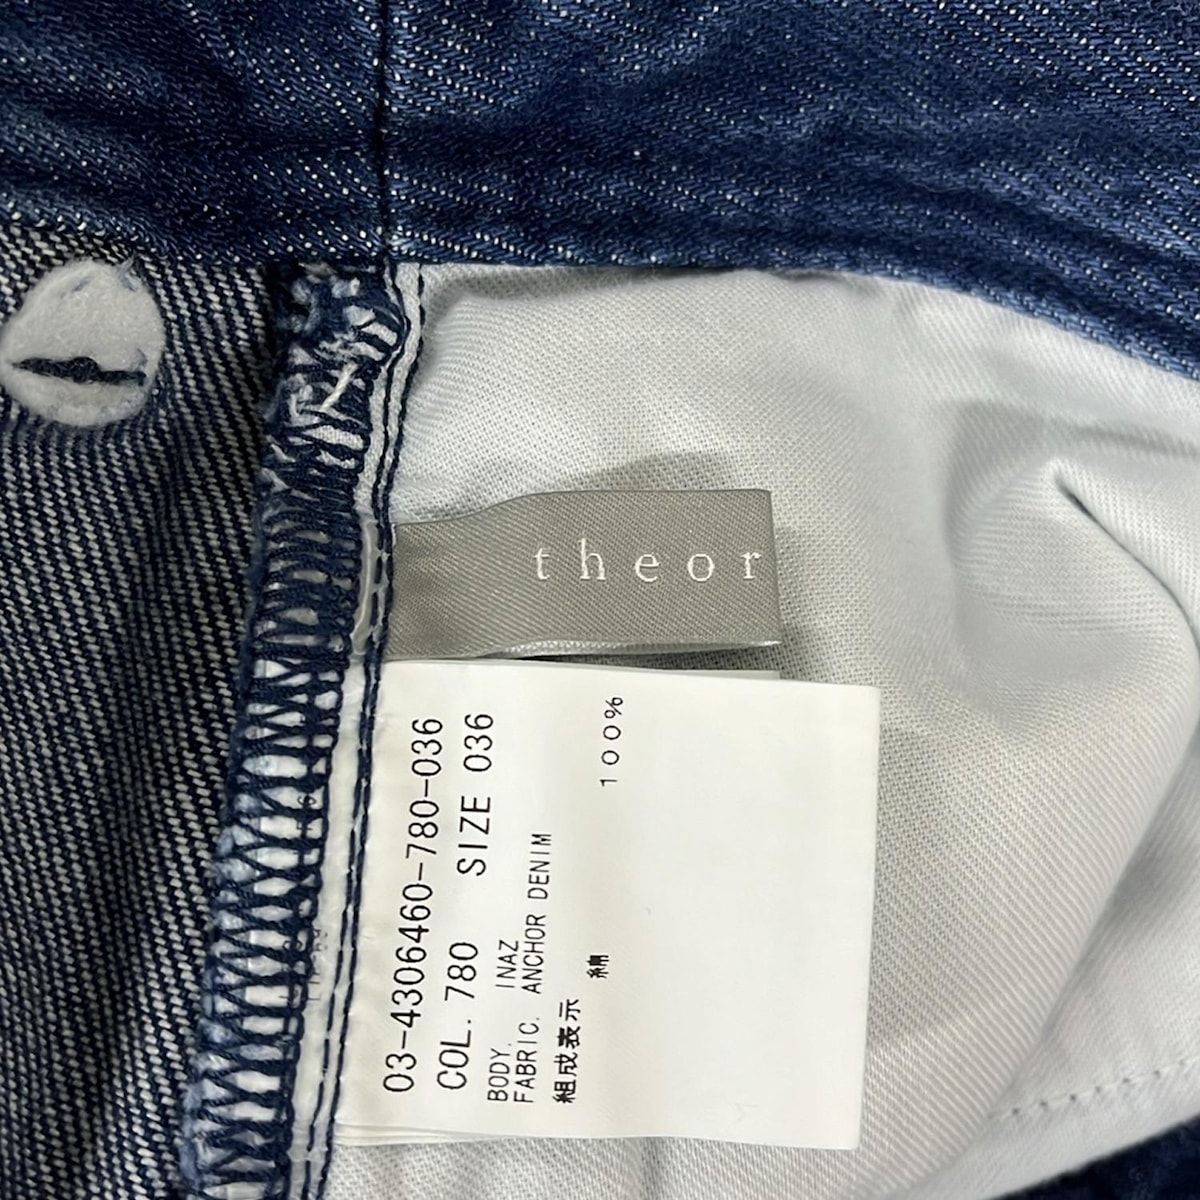 theor
03-4306460-780-036
COL. 780 SIZE 036
BODY. INAZ
FABRIC. ANCHOR DENIM
組成表示
綿 100%